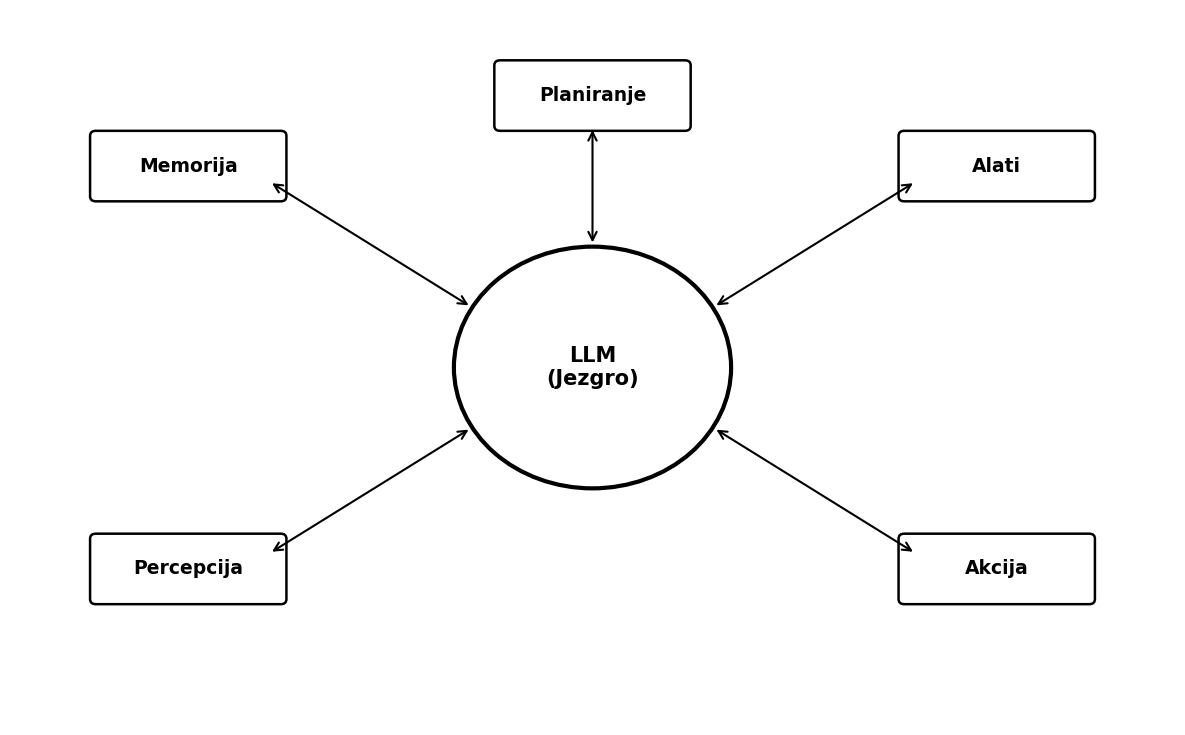 Planiranje
Memorija
Alati
LLM
(Jezgro)
Percepcija
Akcija